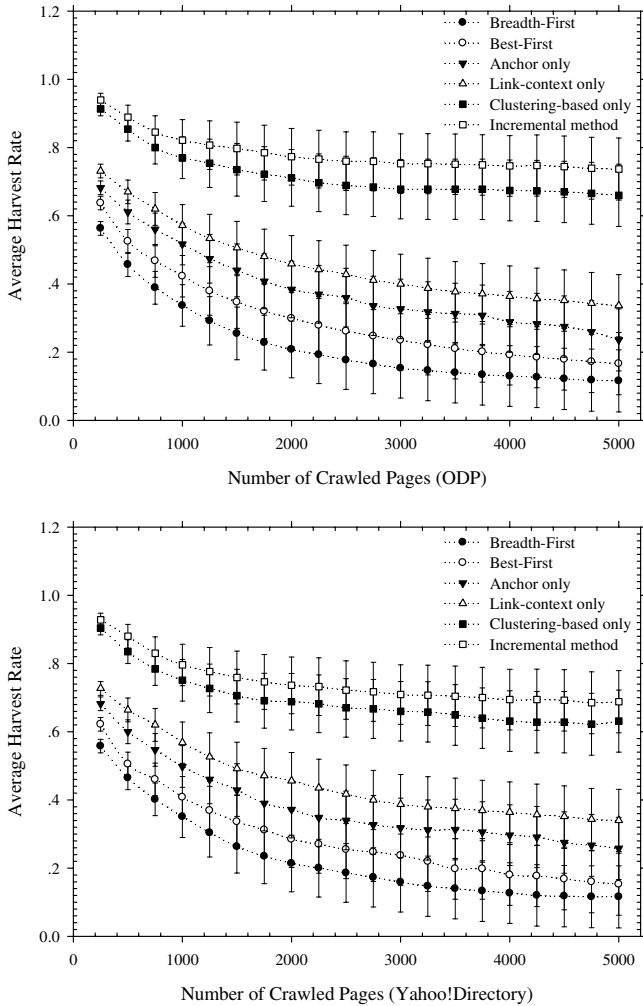 1.2
1.0
.8
.6
.4
.2
0.0
Average Harvest Rate
Breadth-First
Best-First
Anchor only
Link-context only
Clustering-based only
Incremental method
0 1000 2000 3000 4000 5000
Number of Crawled Pages (ODP)
1.2
1.0
.8
.6
.4
.2
0.0
Average Harvest Rate
Breadth-First
Best-First
Anchor only
Link-context only
Clustering-based only
Incremental method
0 1000 2000 3000 4000 5000
Number of Crawled Pages (Yahoo!Directory)